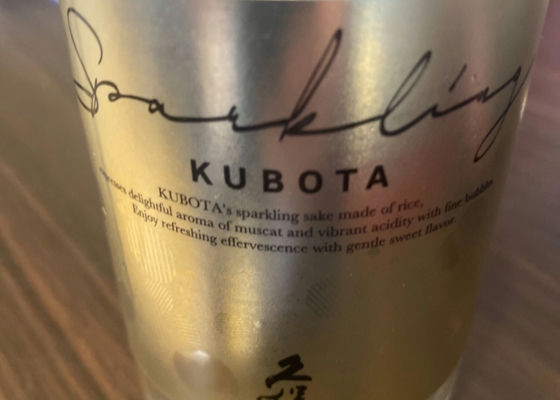 Sparkling
KUBOTA
KUBOTA's sparkling sake made of rice,
delightful aroma of muscat and vibrant acidity with fine bubbles
Enjoy refreshing effervescence with gentle sweet flavor.
久